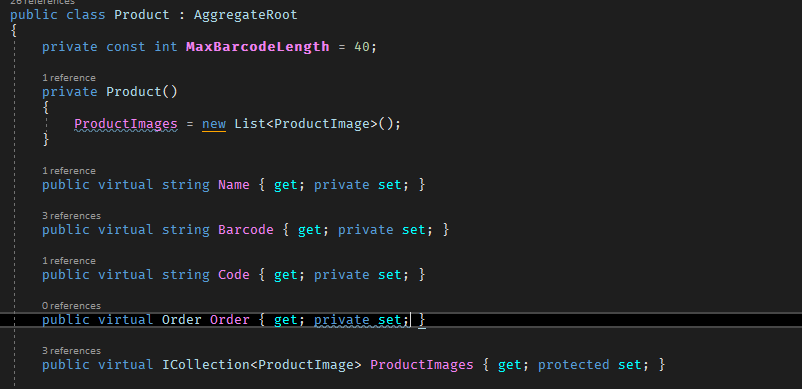 26 references
public class Product : AggregateRoot
{
private const int MaxBarcodeLength = 40;
1 reference
private Product()
{
ProductImages = new List<ProductImage>();
}
1 reference
public virtual string Name { get; private set; }
3 references
public virtual string Barcode { get; private set; }
1 reference
public virtual string Code { get; private set; }
0 references
public virtual Order Order { get; private set; }
3 references
public virtual ICollection<ProductImage> ProductImages { get; protected set; }